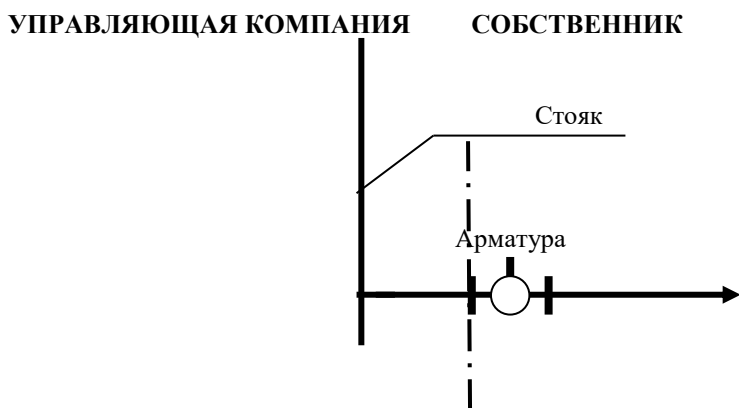 УПРАВЛЯЮЩАЯ КОМПАНИЯ СОБСТВЕННИК
Стояк
Арматура